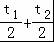 t₁/2 + t₂/2